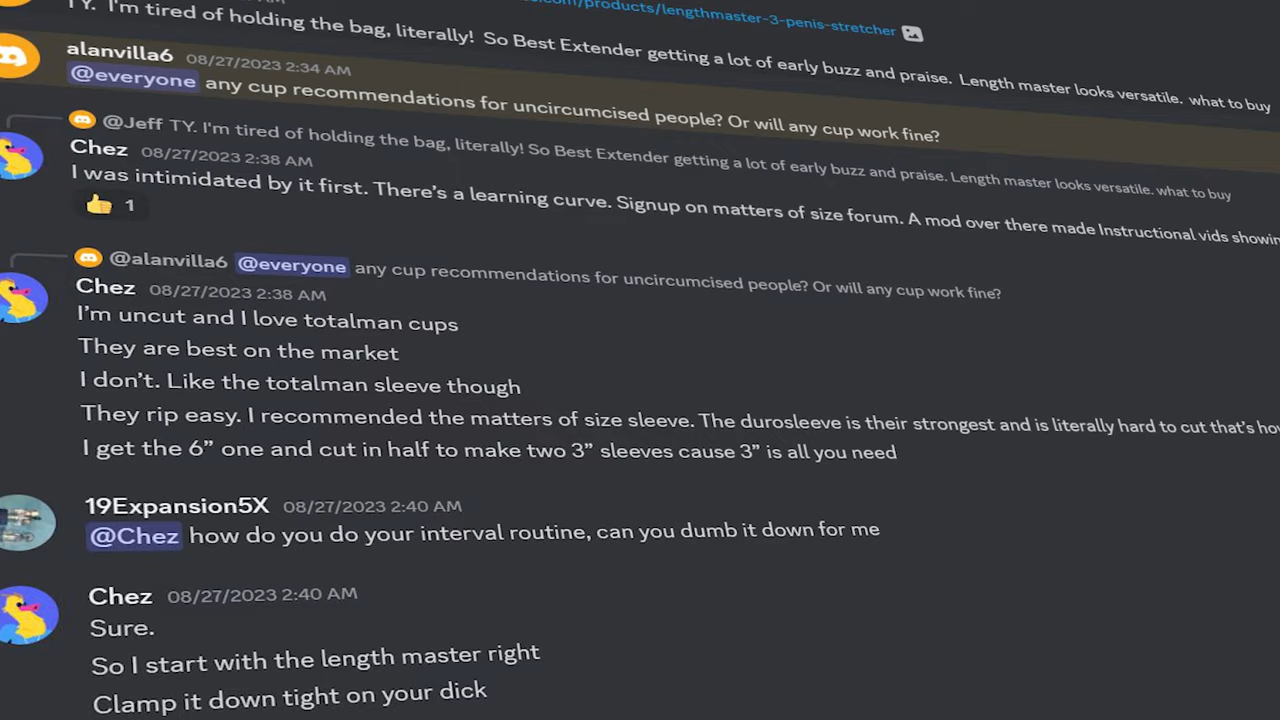 .com/products/lengthmaster-3-penis-stretcher
TY. I'm tired of holding the bag, literally! So Best Extender getting a lot of early buzz and praise. Length master looks versatile. what to buy
alanvilla6 08/27/2023 2:34 AM
@everyone any cup recommendations for uncircumcised people? Or will any cup work fine?
@Jeff TY. I'm tired of holding the bag, literally! So Best Extender getting a lot of early buzz and praise. Length master looks versatile. what to buy
Chez 08/27/2023 2:38 AM
I was intimidated by it first. There's a learning curve. Signup on matters of size forum. A mod over there made Instructional vids showin
👍 1
@alanvilla6 @everyone any cup recommendations for uncircumcised people? Or will any cup work fine?
Chez 08/27/2023 2:38 AM
I'm uncut and I love totalman cups
They are best on the market
I don't. Like the totalman sleeve though
They rip easy. I recommended the matters of size sleeve. The durosleeve is their strongest and is literally hard to cut that's how
I get the 6” one and cut in half to make two 3” sleeves cause 3” is all you need
19Expansion5X 08/27/2023 2:40 AM
@Chez how do you do your interval routine, can you dumb it down for me
Chez 08/27/2023 2:40 AM
Sure.
So I start with the length master right
Clamp it down tight on your dick